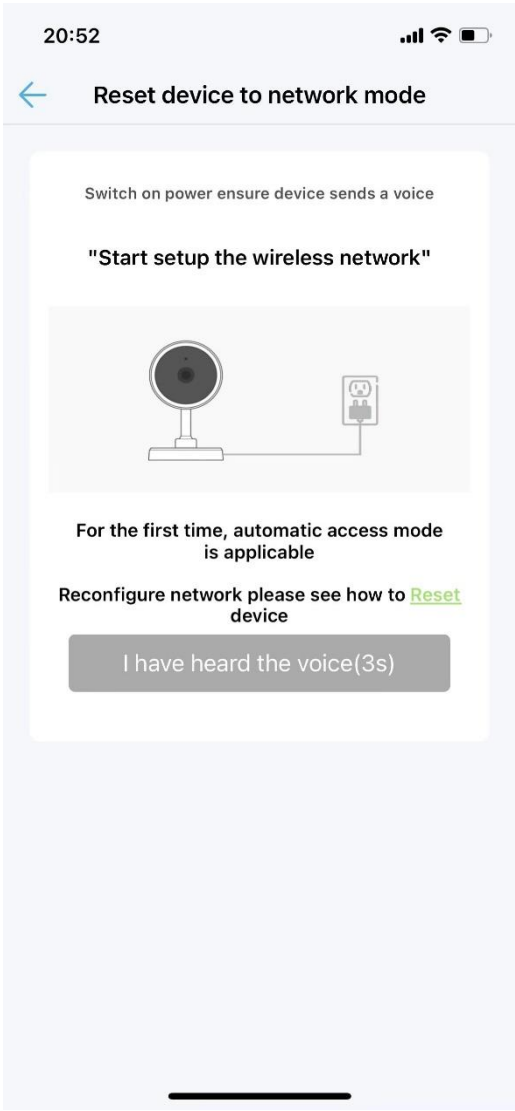 20:52
Reset device to network mode
Switch on power ensure device sends a voice
"Start setup the wireless network"
For the first time, automatic access mode
is applicable
Reconfigure network please see how to Reset
device
I have heard the voice(3s)